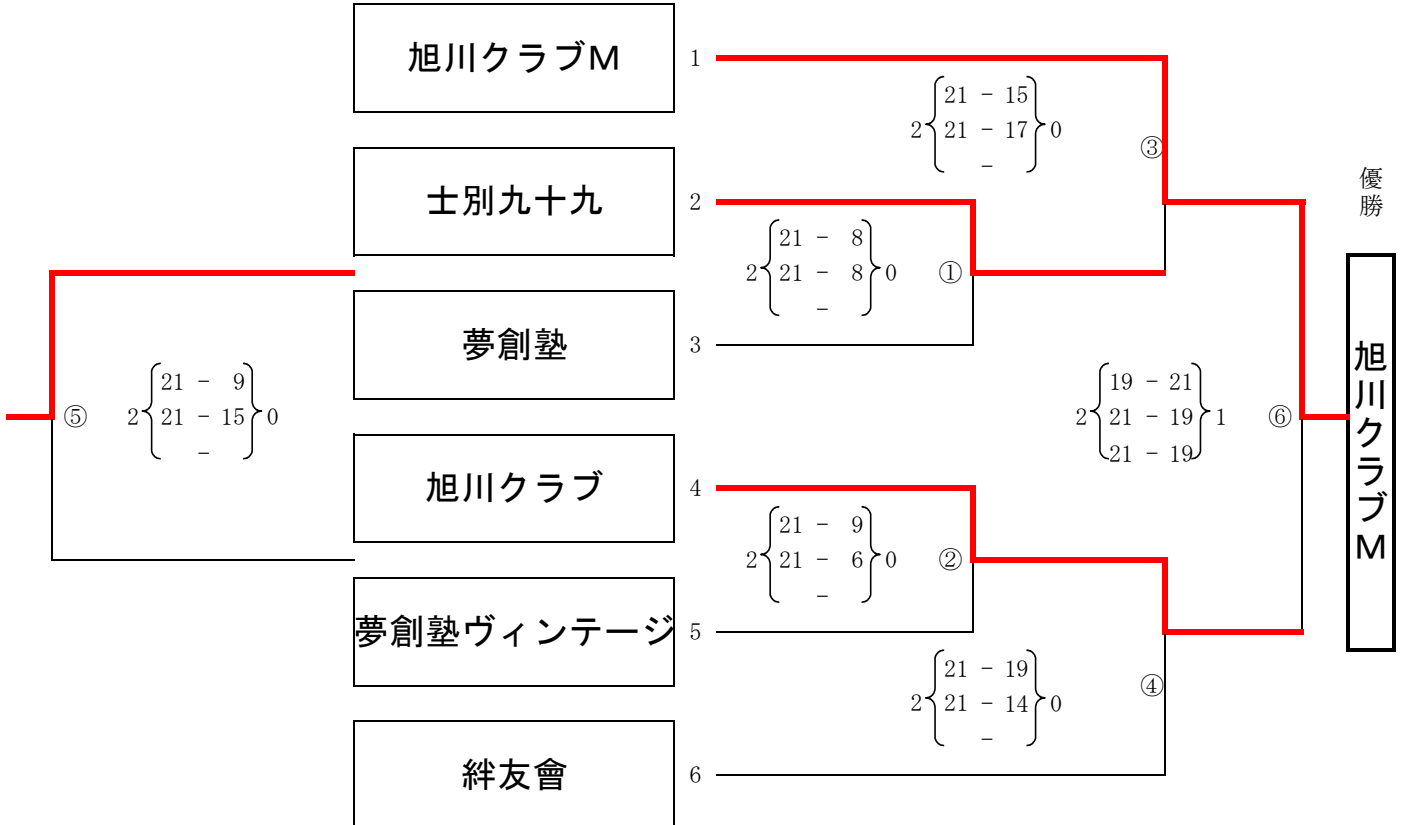 旭川クラブM 1
21 - 15
2 21 - 17 0
-
③
士別九十九 2
21 - 8
2 21 - 8 0
-
①
夢創塾 3
21 - 9
2 21 - 15 0
-
⑤
旭川クラブ 4
21 - 9
2 21 - 6 0
-
②
夢創塾ヴィンテージ 5
21 - 19
2 21 - 14 0
-
④
絆友會 6
19 - 21
2 21 - 19 1
21 - 19
⑥
優勝
旭川クラブM